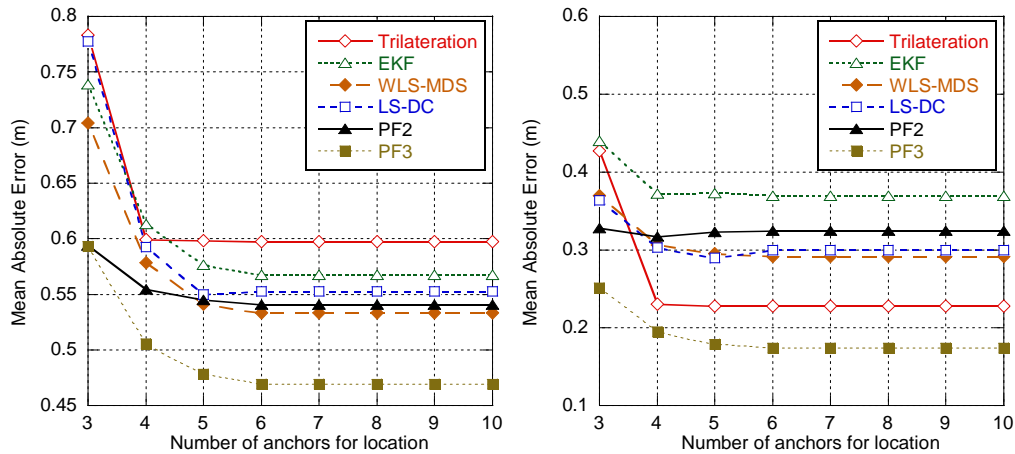 0.8
0.75
0.7
0.65
0.6
0.55
0.5
0.45
Mean Absolute Error (m)
Trilateration
EKF
WLS-MDS
LS-DC
PF2
PF3
3 4 5 6 7 8 9 10
Number of anchors for location
0.6
0.5
0.4
0.3
0.2
0.1
Mean Absolute Error (m)
Trilateration
EKF
WLS-MDS
LS-DC
PF2
PF3
3 4 5 6 7 8 9 10
Number of anchors for location